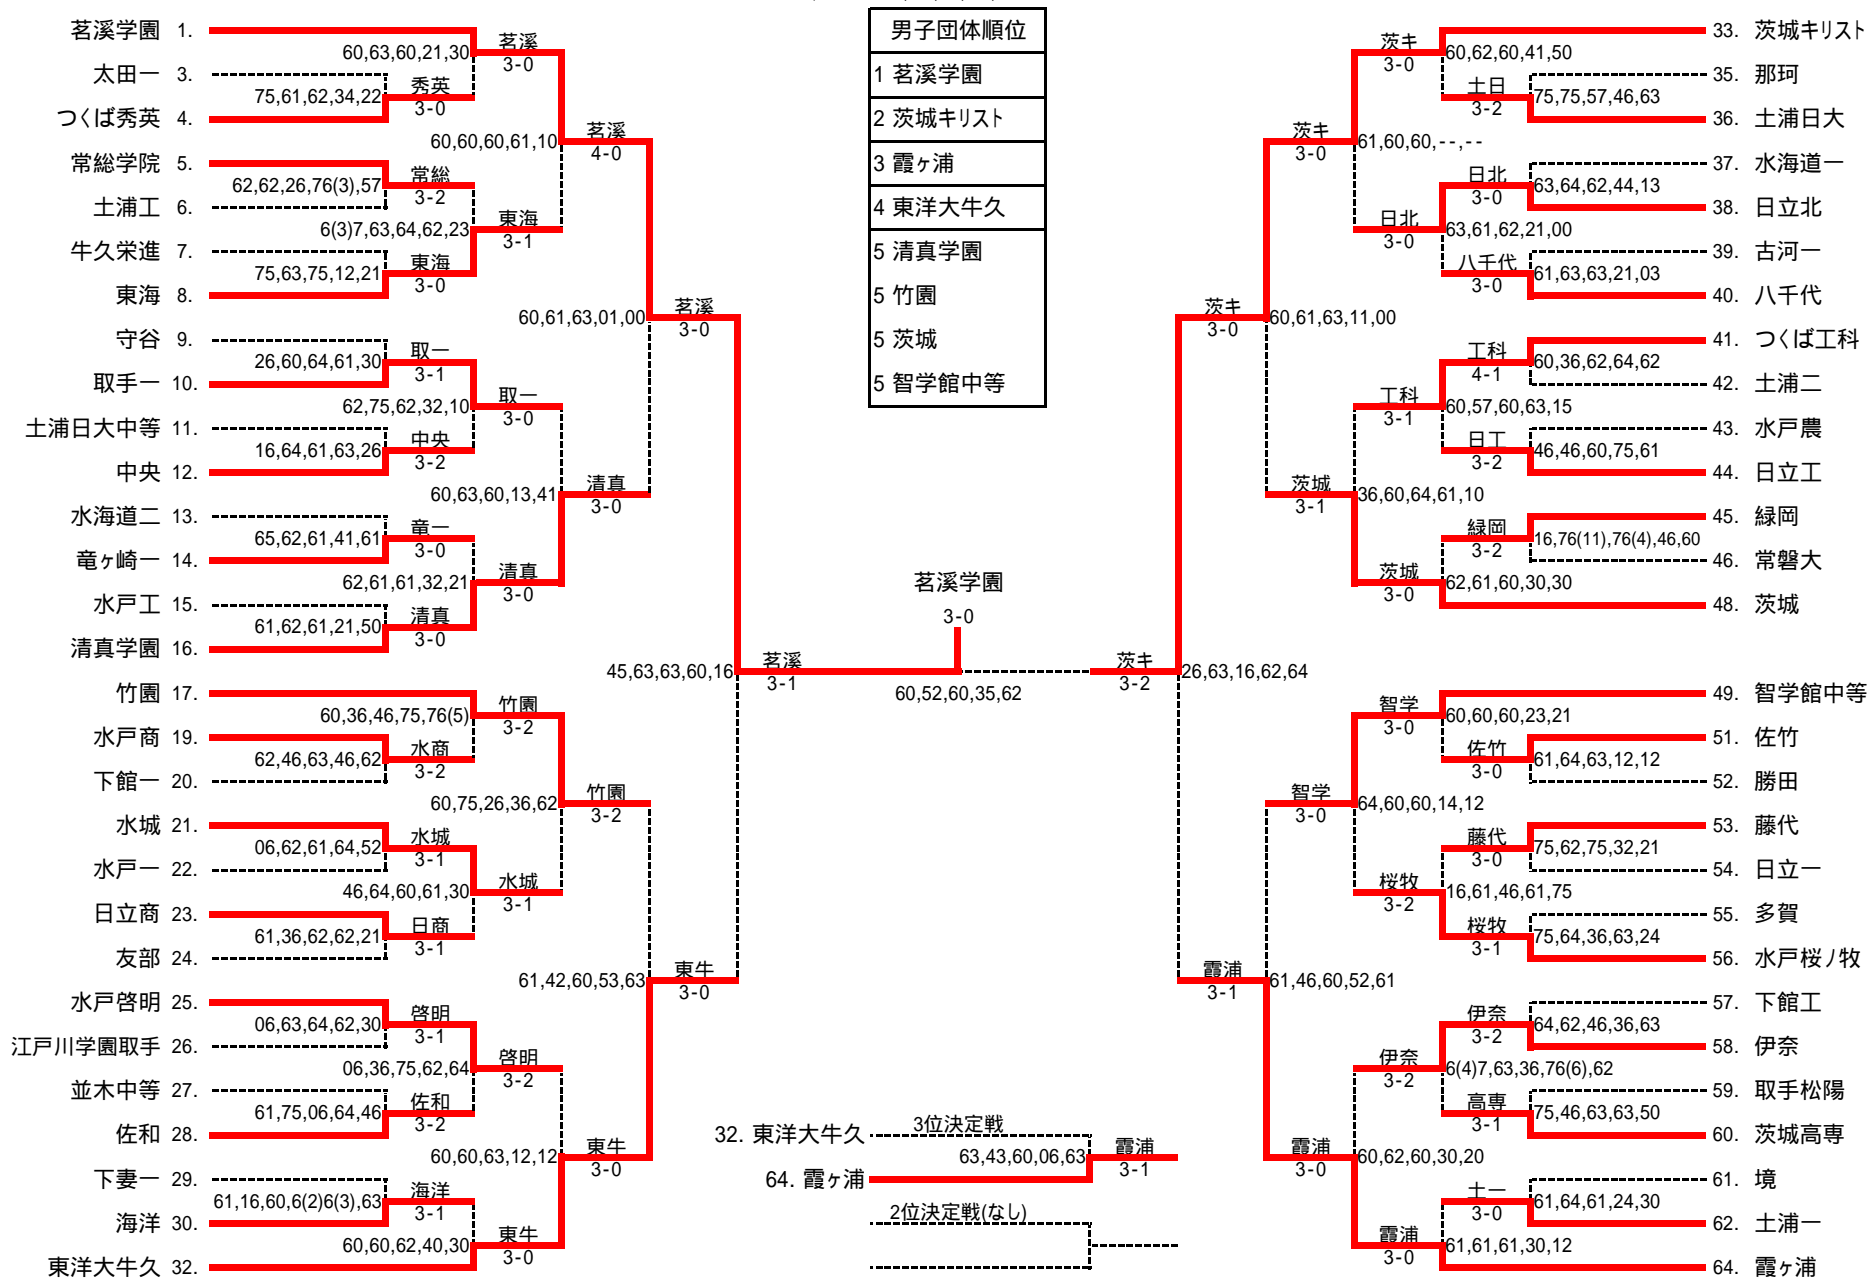 男子団体順位
1 茗溪学園
2 茨城キリスト
3 霞ヶ浦
4 東洋大牛久
5 清真学園
5 竹園
5 茨城
5 智学館中等
茗溪学園 1.
太田一 3.
つくば秀英 4.
常総学院 5.
土浦工 6.
牛久栄進 7.
東海 8.
守谷 9.
取手一 10.
土浦日大中等 11.
中央 12.
水海道二 13.
竜ヶ崎一 14.
水戸工 15.
清真学園 16.
竹園 17.
水戸商 19.
下館一 20.
水城 21.
水戸一 22.
日立商 23.
友部 24.
水戸啓明 25.
江戸川学園取手 26.
並木中等 27.
佐和 28.
下妻一 29.
海洋 30.
東洋大牛久 32.
75,61,62,34,22
秀英
3-0
62,62,26,76(3),57
常総
3-2
75,63,75,12,21
東海
3-0
26,60,64,61,30
取一
3-1
16,64,61,63,26
中央
3-2
65,62,61,41,61
竜一
3-0
61,62,61,21,50
清真
3-0
62,46,63,46,62
水商
3-2
06,62,61,64,52
水城
3-1
61,36,62,62,21
日商
3-1
06,63,64,62,30
啓明
3-1
61,75,06,64,46
佐和
3-2
61,16,60,6(2)6(3),63
海洋
3-1
60,63,60,21,30
茗溪
3-0
6(3)7,63,64,62,23
東海
3-1
62,75,62,32,10
取一
3-0
62,61,61,32,21
清真
3-0
60,36,46,75,76(5)
竹園
3-2
46,64,60,61,30
水城
3-1
06,36,75,62,64
啓明
3-2
60,60,62,40,30
東牛
3-0
60,60,60,61,10
茗溪
4-0
60,63,60,13,41
清真
3-0
60,75,26,36,62
竹園
3-2
60,60,63,12,12
東牛
3-0
60,61,63,01,00
茗溪
3-0
61,42,60,53,63
東牛
3-0
45,63,63,60,16
茗溪
3-1
茗溪学園
3-0
60,52,60,35,62
茨キ
3-2
26,63,16,62,64
茨キ
3-0
60,61,63,11,00
霞浦
3-1
61,46,60,52,61
茨キ
3-0
61,60,60,--,--
茨城
3-1
36,60,64,61,10
智学
3-0
64,60,60,14,12
霞浦
3-0
60,62,60,30,20
茨キ
3-0
60,62,60,41,50
日北
3-0
63,61,62,21,00
工科
3-1
60,57,60,63,15
茨城
3-0
62,61,60,30,30
智学
3-0
60,60,60,23,21
桜牧
3-2
16,61,46,61,75
伊奈
3-2
6(4)7,63,36,76(6),62
霞浦
3-0
61,61,61,30,12
土日
3-2
75,75,57,46,63
日北
3-0
63,64,62,44,13
八千代
3-0
61,63,63,21,03
工科
4-1
60,36,62,64,62
日工
3-2
46,46,60,75,61
緑岡
3-2
16,76(11),76(4),46,60
佐竹
3-0
61,64,63,12,12
藤代
3-0
75,62,75,32,21
桜牧
3-1
75,64,36,63,24
伊奈
3-2
64,62,46,36,63
高専
3-1
75,46,63,63,50
土一
3-0
61,64,61,24,30
33. 茨城キリスト
35. 那珂
36. 土浦日大
37. 水海道一
38. 日立北
39. 古河一
40. 八千代
41. つくば工科
42. 土浦二
43. 水戸農
44. 日立工
45. 緑岡
46. 常磐大
48. 茨城
49. 智学館中等
51. 佐竹
52. 勝田
53. 藤代
54. 日立一
55. 多賀
56. 水戸桜ノ牧
57. 下館工
58. 伊奈
59. 取手松陽
60. 茨城高専
61. 境
62. 土浦一
64. 霞ヶ浦
3位決定戦
32. 東洋大牛久
64. 霞ヶ浦
63,43,60,06,63
霞浦
3-1
2位決定戦(なし)